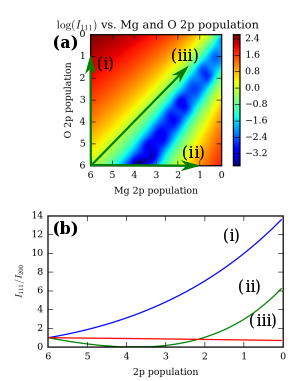 log(I₁₁₁) vs. Mg and O 2p population
(a)
0
1
2
3
4
5
6
O 2p population
(i)
(iii)
(ii)
6 5 4 3 2 1 0
Mg 2p population
2.4
1.6
0.8
0.0
−0.8
−1.6
−2.4
−3.2
(b)
14
12
10
8
6
4
2
0
I₁₁₁/I₂₀₀
(i)
(ii)
(iii)
6 5 4 3 2 1 0
2p population